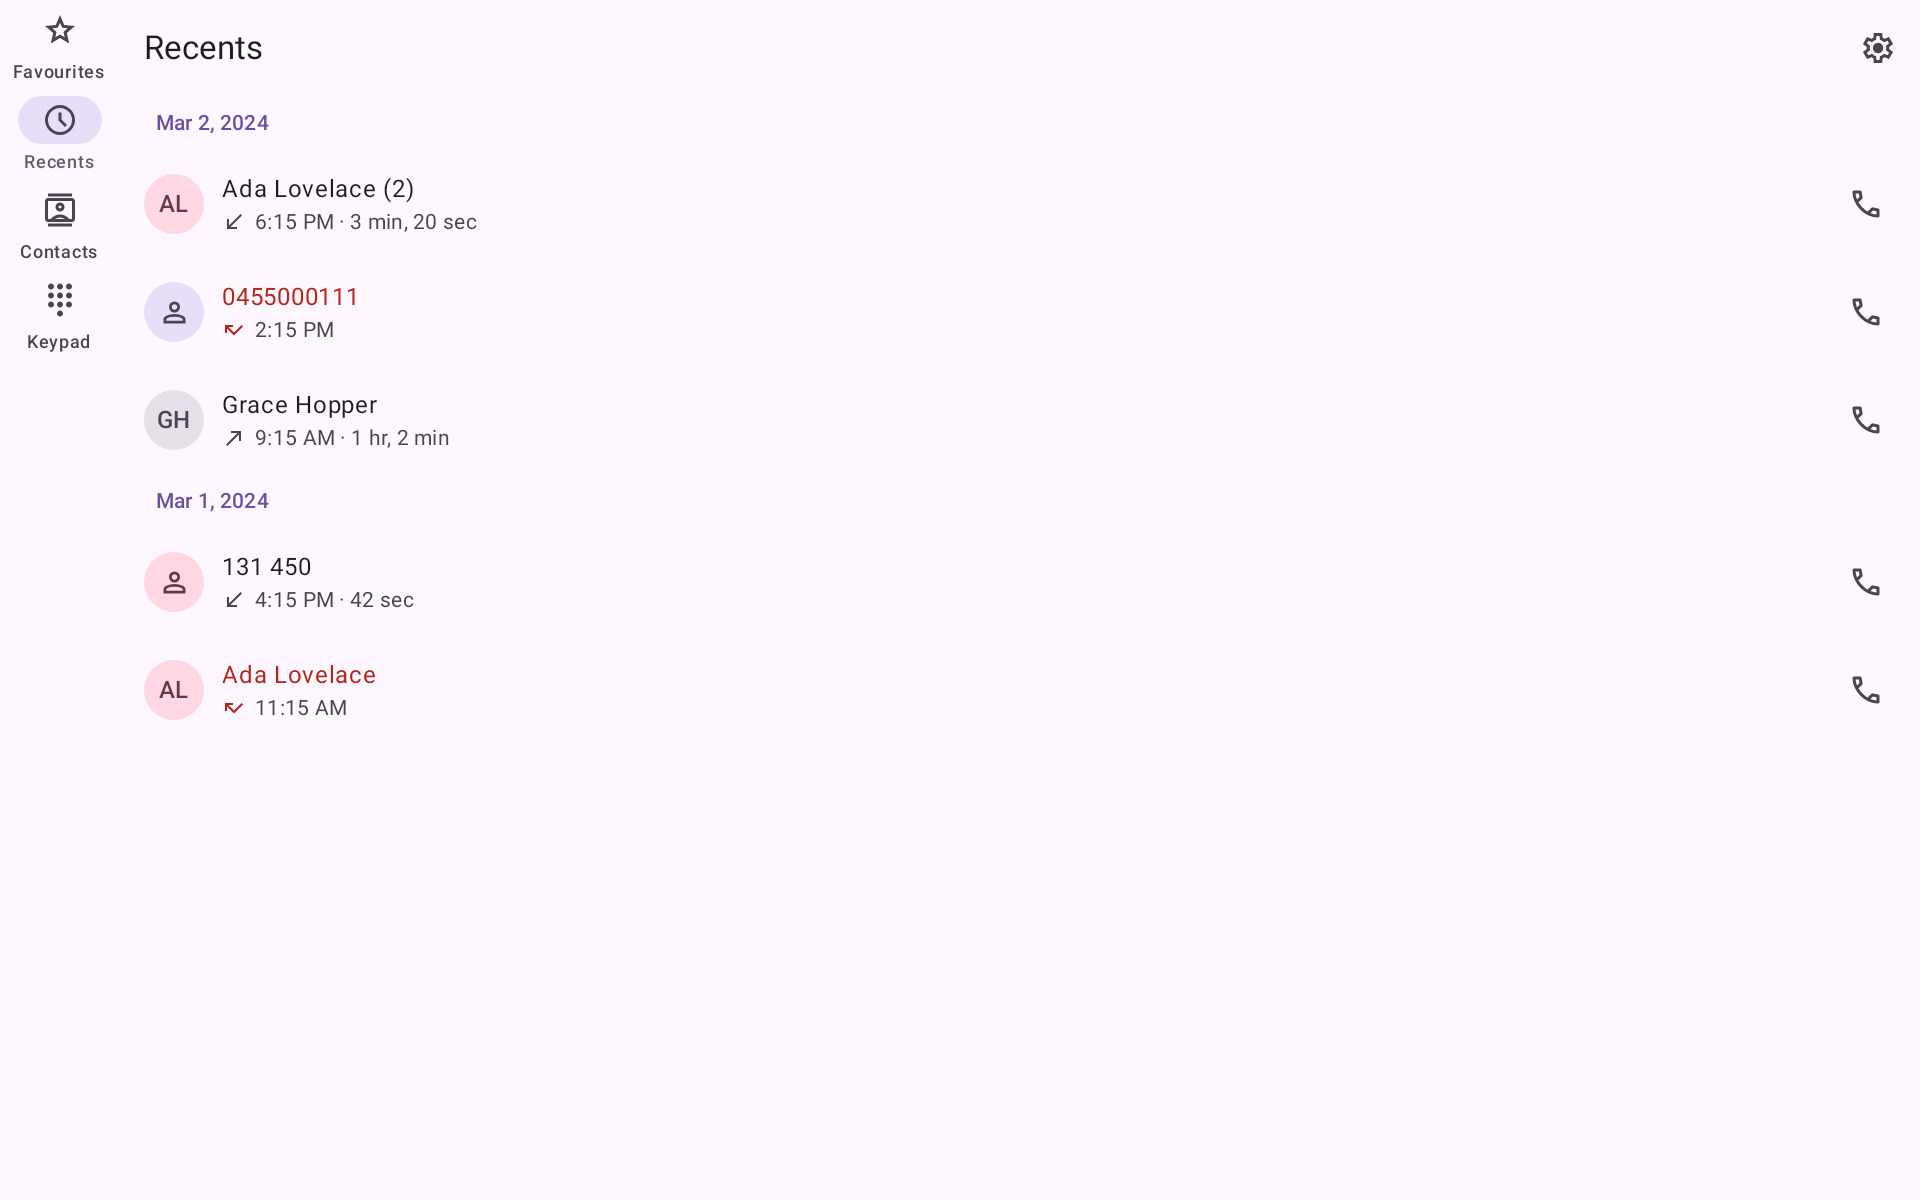 Favourites
Recents
Contacts
Keypad
Recents
Mar 2, 2024
AL
Ada Lovelace (2)
6:15 PM · 3 min, 20 sec
0455000111
2:15 PM
GH
Grace Hopper
9:15 AM · 1 hr, 2 min
Mar 1, 2024
131 450
4:15 PM · 42 sec
AL
Ada Lovelace
11:15 AM